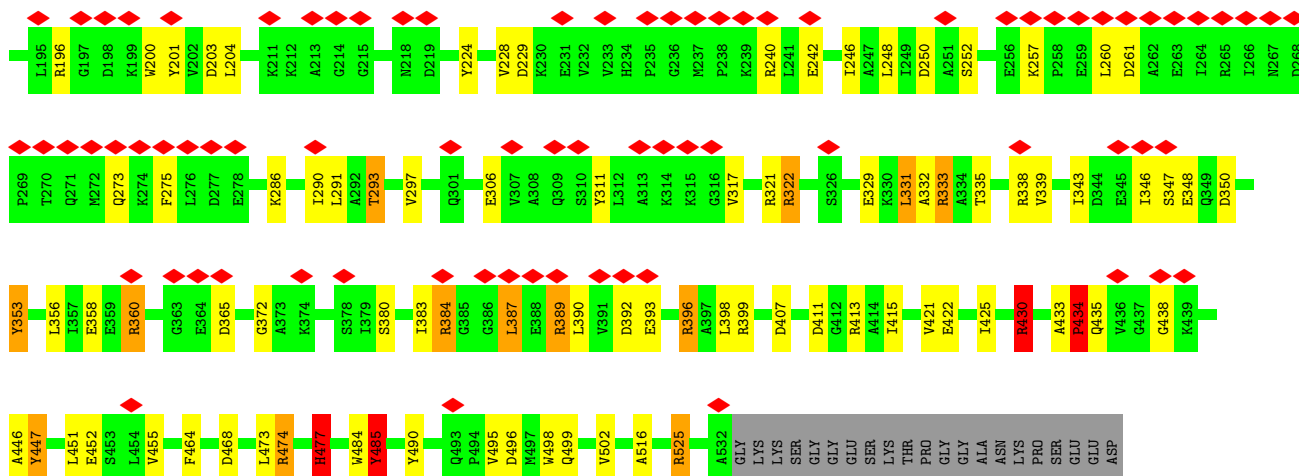 L195 R196 G197 D198 K199 W200 Y201 V202 D203 L204 K211 K212 A213 G214 G215 N218 D219 Y224 V228 D229 K230 E231 V232 V233 H234 P235 G236 M237 P238 K239 R240 L241 E242 I246 A247 L248 I249 D250 A251 S252 E256 K257 P258 E259 L260 D261 A262 E263 I264 R265 I266 N267 D268
P269 T270 Q271 M272 Q273 K274 F275 L276 D277 E278 K286 I290 L291 A292 T293 V297 Q301 E306 V307 A308 Q309 S310 Y311 L312 A313 K314 K315 G316 V317 R321 R322 S326 E329 K330 L331 A332 R333 A334 T335 R338 V339 I343 D344 E345 I346 S347 E348 Q349 D350
Y353 L356 I357 E358 E359 R360 G363 E364 D365 G372 A373 K374 S378 I379 S380 I383 R384 G385 G386 L387 E388 R389 L390 V391 D392 E393 R396 A397 L398 R399 D407 D411 G412 R413 A414 I415 V421 E422 I425 R430 A433 P434 Q435 V436 G437 G438 K439
A446 Y447 L451 E452 S453 L454 V455 F464 D468 L473 R474 H477 W484 Y485 Y490 Q493 P494 V495 D496 M497 W498 Q499 V502 A516 R525 A532 GLY LYS LYS SER GLY GLY GLU SER LYS THR PRO GLY GLY ALA ASN LYS PRO SER GLU GLU ASP